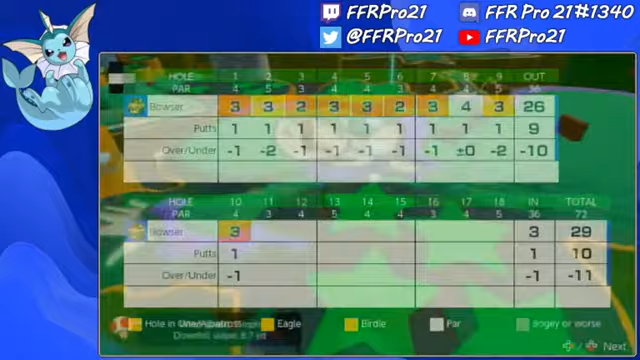 FFRPro21 FFR Pro 21#1340
@FFRPro21 FFRPro21
HOLE 1 2 3 4 5 6 7 8 9 OUT
PAR 4 5 3 4 4 3 4 4 5 36
Bowser 3 3 2 3 3 2 3 4 3 26
Putts 1 1 1 1 1 1 1 1 1 9
Over/Under -1 -2 -1 -1 -1 -1 -1 ±0 -2 -10
HOLE 10 11 12 13 14 15 16 17 18 IN TOTAL
PAR 4 3 4 5 4 4 3 4 5 36 72
Bowser 3 3 29
Putts 1 1 10
Over/Under -1 -1 -11
Hole in One/Albatross Eagle Birdie Par Bogey or worse
Next